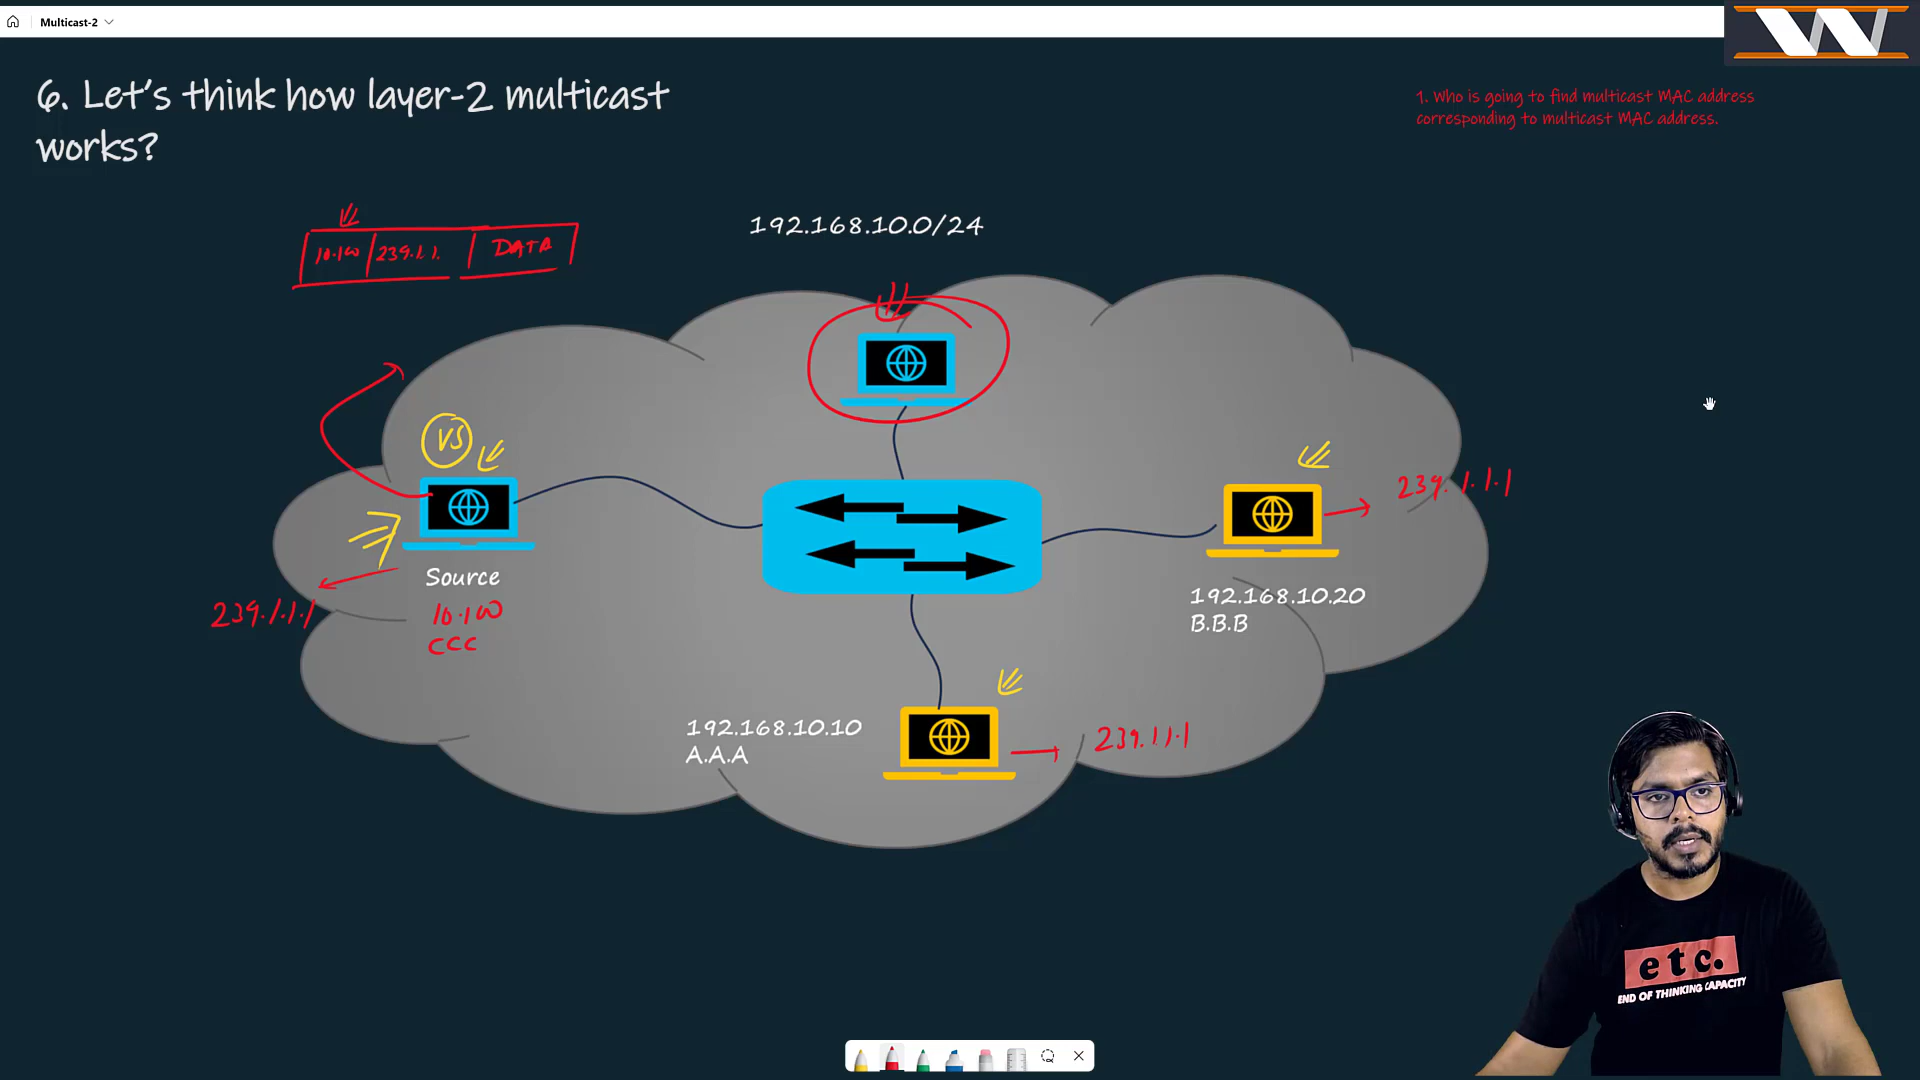 Multicast-2
6. Let's think how layer-2 multicast
works?
1. Who is going to find multicast MAC address
corresponding to multicast MAC address.
192.168.10.0/24
10.100 239.1.1. DATA
VS
239.1.1.1
Source
239.1.1.1
10.100
CCC
192.168.10.20
B.B.B
192.168.10.10
A.A.A
239.1.1.1
etc.
END OF THINKING CAPACITY